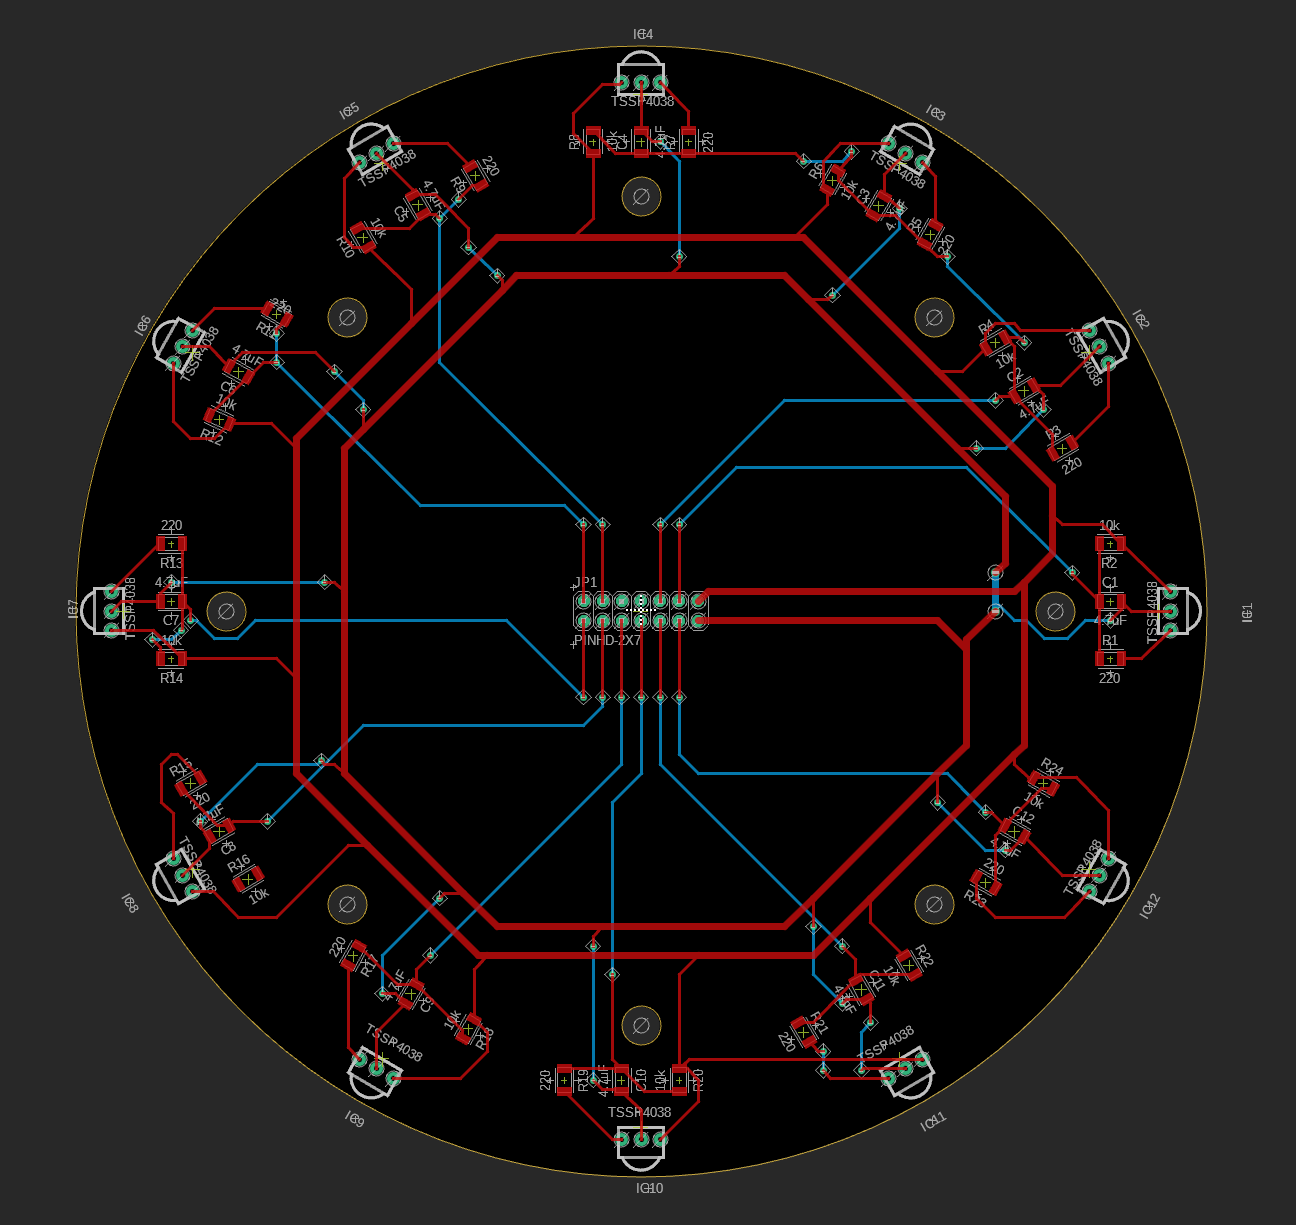 IC4
TSSP4038
R8
10k
C4
4.7uF
R7
220
IC5
TSSP4038
220
R9
4.7uF
C5
10k
R10
IC3
TSSP4038
R6
10k
C3
R5
220
IC6
TSSP4038
220
4.7uF
C6
10k
R12
IC2
TSSP4038
R4
10k
C2
4.7uF
R3
220
220
R13
4.7uF
C7
10k
R14
IC7
TSSP4038
JP1
PINHD-2X7
10k
R2
C1
4.7uF
R1
220
TSSP4038
IC1
R15
220
4.7uF
C8
R16
10k
TSSP4038
IC8
R24
10k
C12
4.7uF
220
R23
TSSP4038
IC12
220
R17
4.7uF
C9
10k
R18
TSSP4038
IC9
R22
10k
C11
4.7uF
R21
220
TSSP4038
IC11
220
R19
4.7uF
C10
10k
R20
TSSP4038
IC10